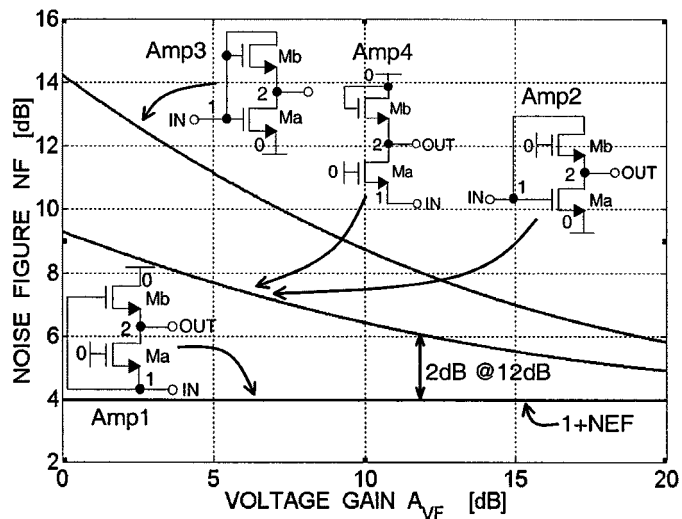 NOISE FIGURE NF [dB]
16
14
12
10
8
6
4
2
0
5
10
15
20
VOLTAGE GAIN AVF [dB]
Amp3
Mb
2
1
IN
Ma
0
Amp4
0
Mb
2
OUT
0
Ma
1
IN
Amp2
0
Mb
OUT
2
1
IN
Ma
0
0
Mb
2
OUT
0
Ma
1
IN
Amp1
2dB @12dB
1+NEF